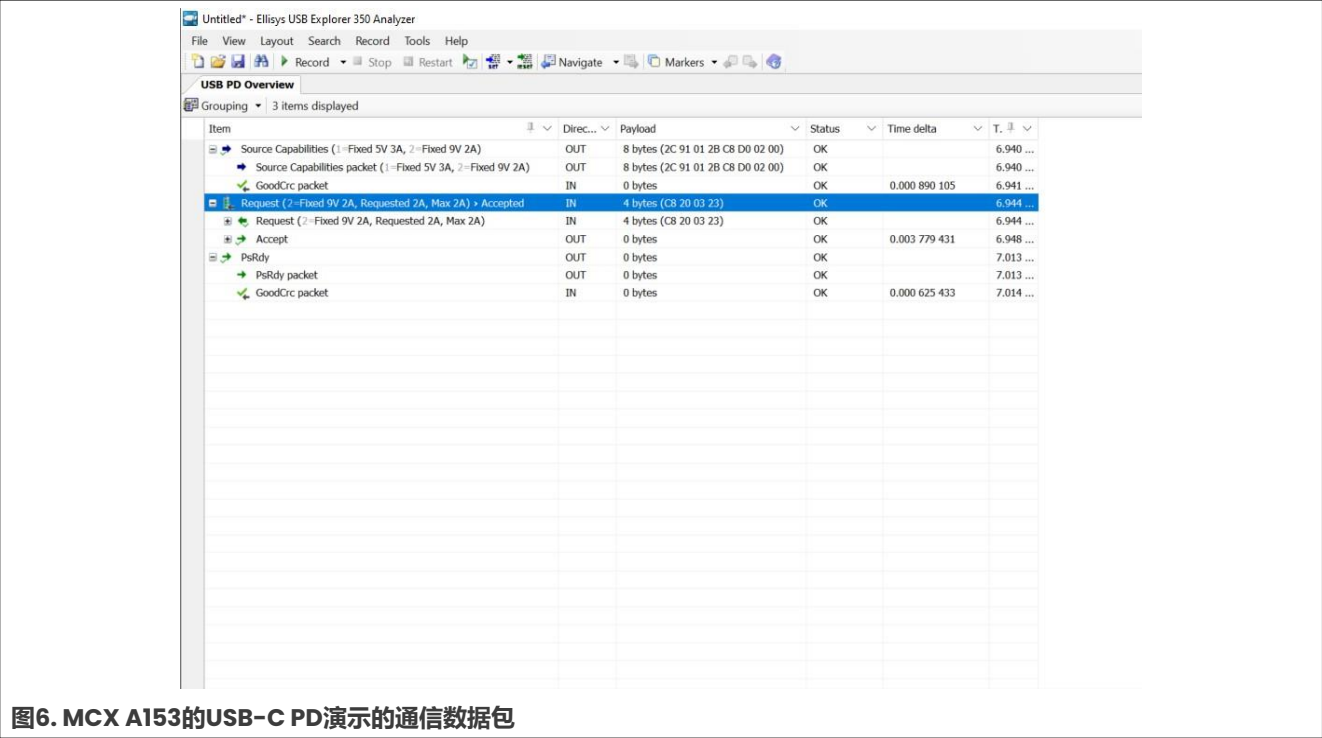 Untitled* - Ellisys USB Explorer 350 Analyzer
File View Layout Search Record Tools Help
Record Stop Restart Navigate Markers
USB PD Overview
Grouping 3 items displayed
Item Direc... Payload Status Time delta T.
Source Capabilities (1=Fixed 5V 3A, 2=Fixed 9V 2A) OUT 8 bytes (2C 91 01 2B C8 D0 02 00) OK 6.940 ...
Source Capabilities packet (1=Fixed 5V 3A, 2=Fixed 9V 2A) OUT 8 bytes (2C 91 01 2B C8 D0 02 00) OK 6.940 ...
GoodCrc packet IN 0 bytes OK 0.000 890 105 6.941 ...
Request (2=Fixed 9V 2A, Requested 2A, Max 2A) > Accepted IN 4 bytes (C8 20 03 23) OK 6.944 ...
Request (2=Fixed 9V 2A, Requested 2A, Max 2A) IN 4 bytes (C8 20 03 23) OK 6.944 ...
Accept OUT 0 bytes OK 0.003 779 431 6.948 ...
PsRdy OUT 0 bytes OK 7.013 ...
PsRdy packet OUT 0 bytes OK 7.013 ...
GoodCrc packet IN 0 bytes OK 0.000 625 433 7.014 ...
图6. MCX A153的USB-C PD演示的通信数据包